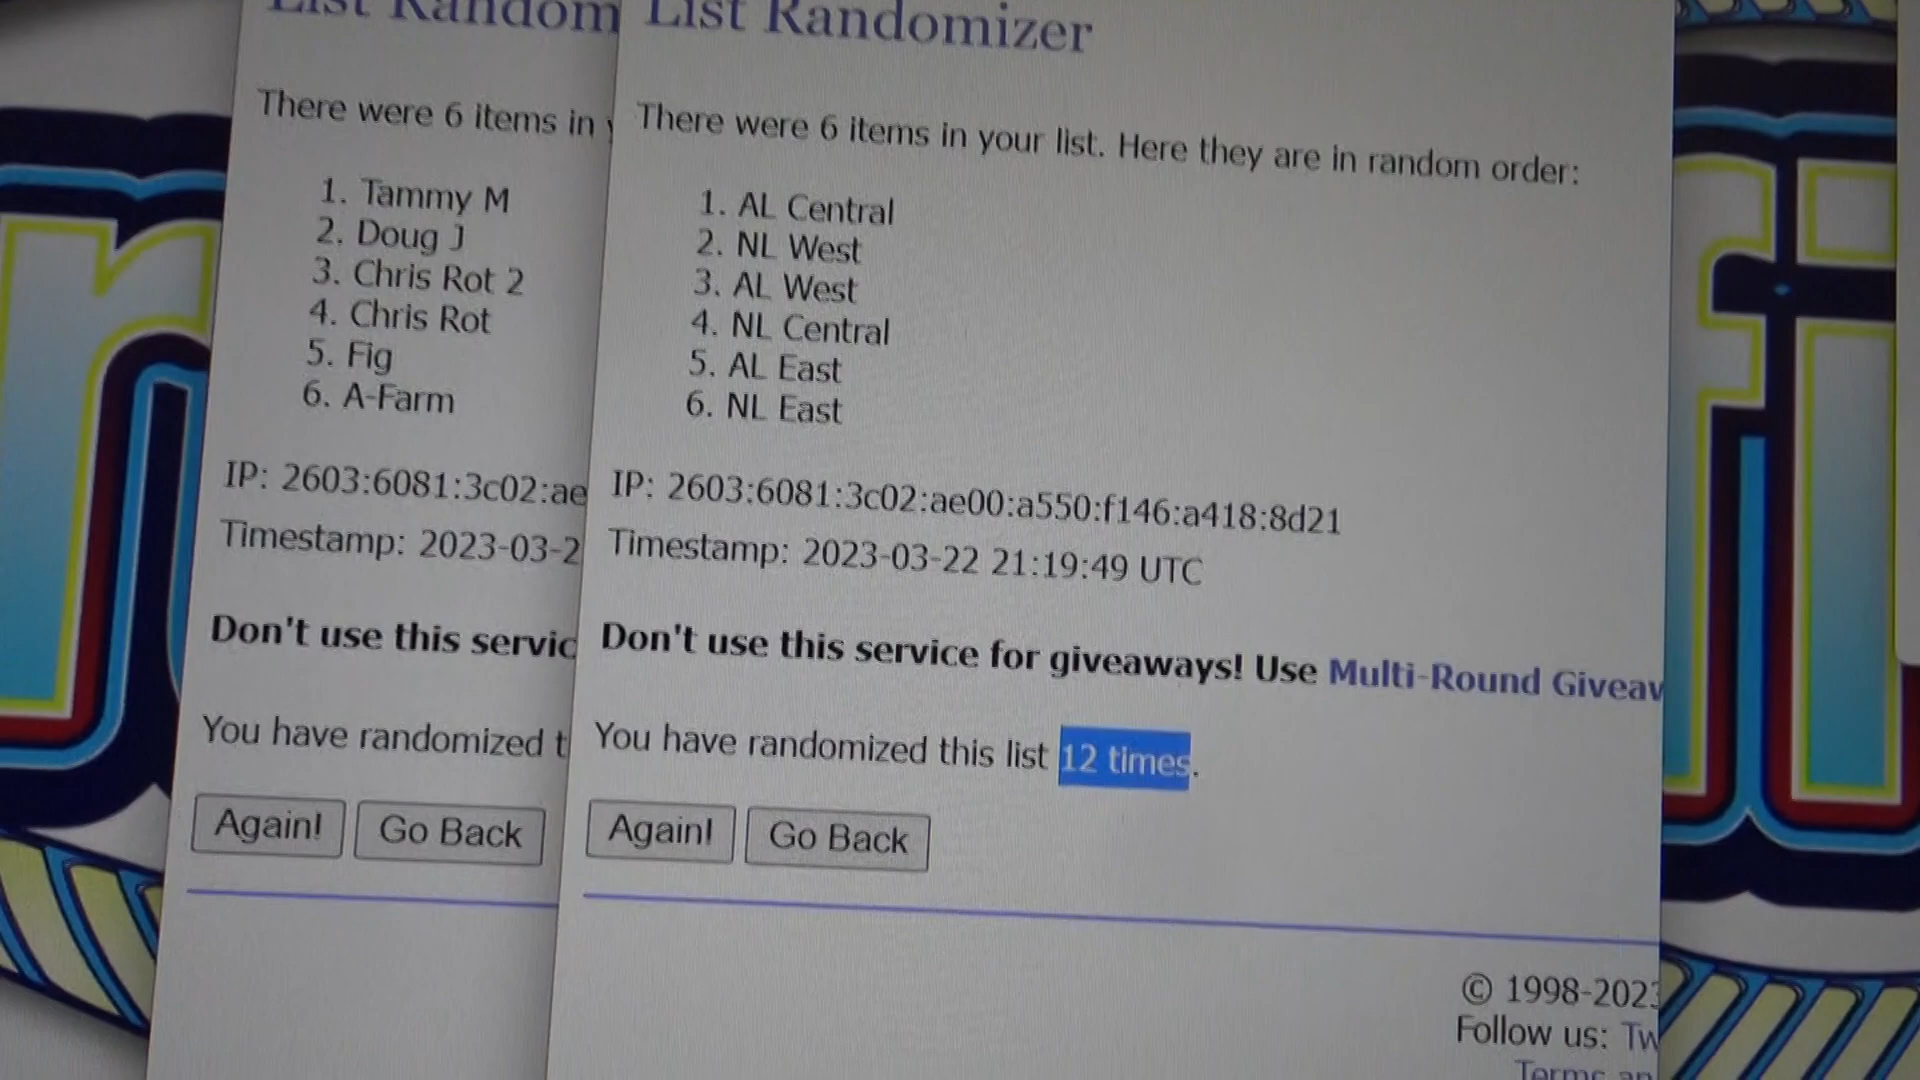 List Random
There were 6 items in
1. Tammy M
2. Doug J
3. Chris Rot 2
4. Chris Rot
5. Fig
6. A-Farm
IP: 2603:6081:3c02:ae
Timestamp: 2023-03-2
Don't use this servic
You have randomized t
Again! Go Back
List Randomizer
There were 6 items in your list. Here they are in random order:
1. AL Central
2. NL West
3. AL West
4. NL Central
5. AL East
6. NL East
IP: 2603:6081:3c02:ae00:a550:f146:a418:8d21
Timestamp: 2023-03-22 21:19:49 UTC
Don't use this service for giveaways! Use Multi-Round Giveav
You have randomized this list 12 times.
Again! Go Back
© 1998-2023
Follow us: Tw
Terms an
r
fi